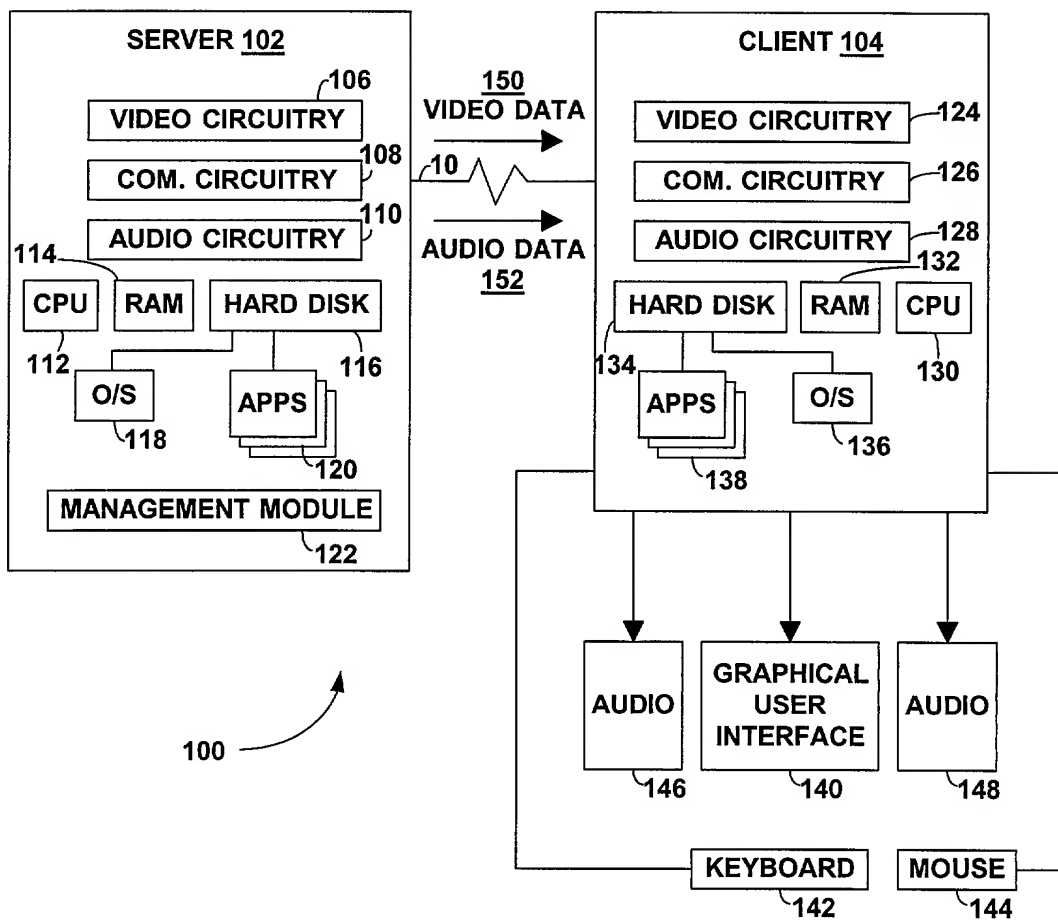 SERVER 102
106
VIDEO CIRCUITRY
108
COM. CIRCUITRY
110
AUDIO CIRCUITRY
114
CPU
RAM
HARD DISK
112
116
O/S
APPS
118
120
MANAGEMENT MODULE
122
150
VIDEO DATA
10
AUDIO DATA
152
CLIENT 104
VIDEO CIRCUITRY
124
COM. CIRCUITRY
126
AUDIO CIRCUITRY
128
132
HARD DISK
RAM
CPU
134
130
APPS
O/S
136
138
AUDIO
GRAPHICAL
USER
INTERFACE
AUDIO
146
140
148
100
KEYBOARD
MOUSE
142
144